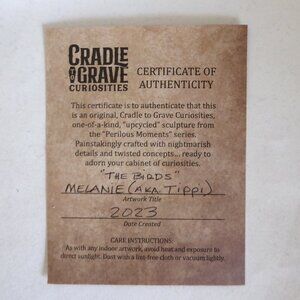 CRADLE
TO GRAVE
CURIOSITIES
CERTIFICATE OF
AUTHENTICITY
This certificate is to authenticate that this
is an original, Cradle to Grave Curiosities,
one-of-a-kind, "upcycled" sculpture from
the "Perilous Moments" series.
Painstakingly crafted with nightmarish
details and twisted concepts... ready to
adorn your cabinet of curiosities.
"THE BIRDS"
MELANIE (AKA TIPPI)
Artwork Title
2023
Date Created
CARE INSTRUCTIONS:
As with any indoor artwork, avoid heat and exposure to
direct sunlight. Dust with a lint-free cloth or vacuum lightly.